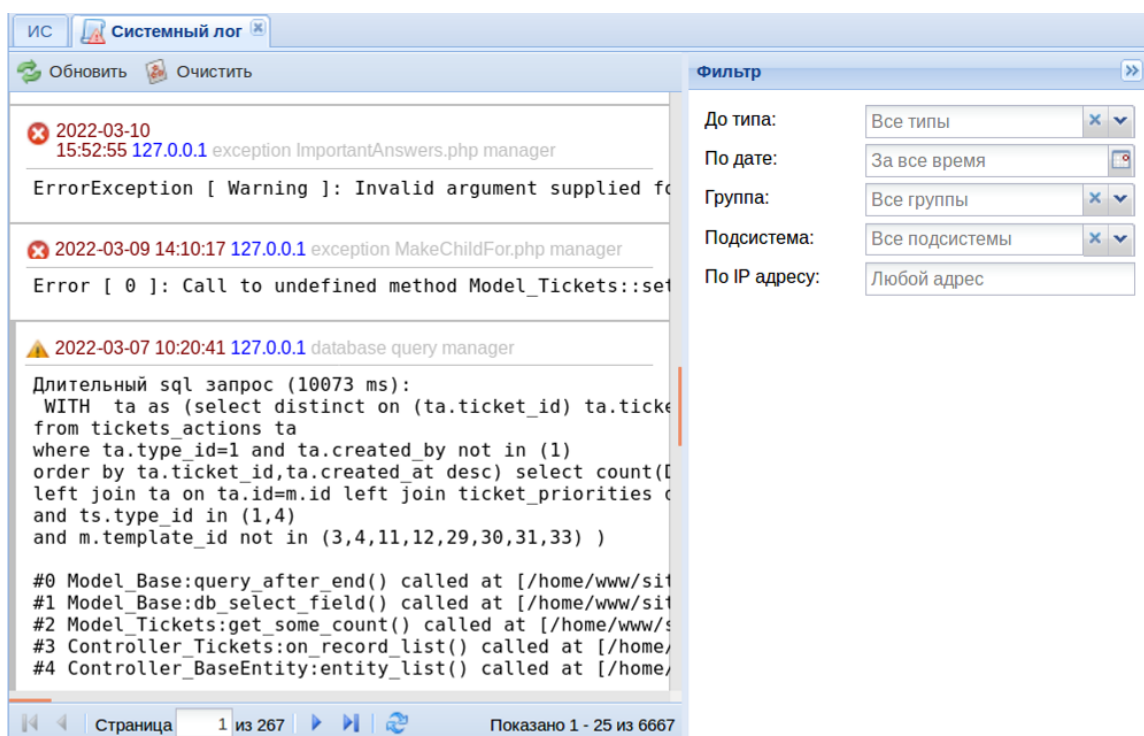 ИС Системный лог
Обновить Очистить
2022-03-10
15:52:55 127.0.0.1 exception ImportantAnswers.php manager
ErrorException [ Warning ]: Invalid argument supplied fo
2022-03-09 14:10:17 127.0.0.1 exception MakeChildFor.php manager
Error [ 0 ]: Call to undefined method Model_Tickets::set
2022-03-07 10:20:41 127.0.0.1 database query manager
Длительный sql запрос (10073 ms):
WITH ta as (select distinct on (ta.ticket_id) ta.ticke
from tickets_actions ta
where ta.type_id=1 and ta.created_by not in (1)
order by ta.ticket_id,ta.created_at desc) select count(D
left join ta on ta.id=m.id left join ticket_priorities
and ts.type_id in (1,4)
and m.template_id not in (3,4,11,12,29,30,31,33) )
#0 Model_Base:query_after_end() called at [/home/www/sit
#1 Model_Base:db_select_field() called at [/home/www/sit
#2 Model_Tickets:get_some_count() called at [/home/www/s
#3 Controller_Tickets:on_record_list() called at [/home/
#4 Controller_BaseEntity:entity_list() called at [/home/
Страница 1 из 267 Показано 1 - 25 из 6667
Фильтр
До типа: Все типы
По дате: За все время
Группа: Все группы
Подсистема: Все подсистемы
По IP адресу: Любой адрес